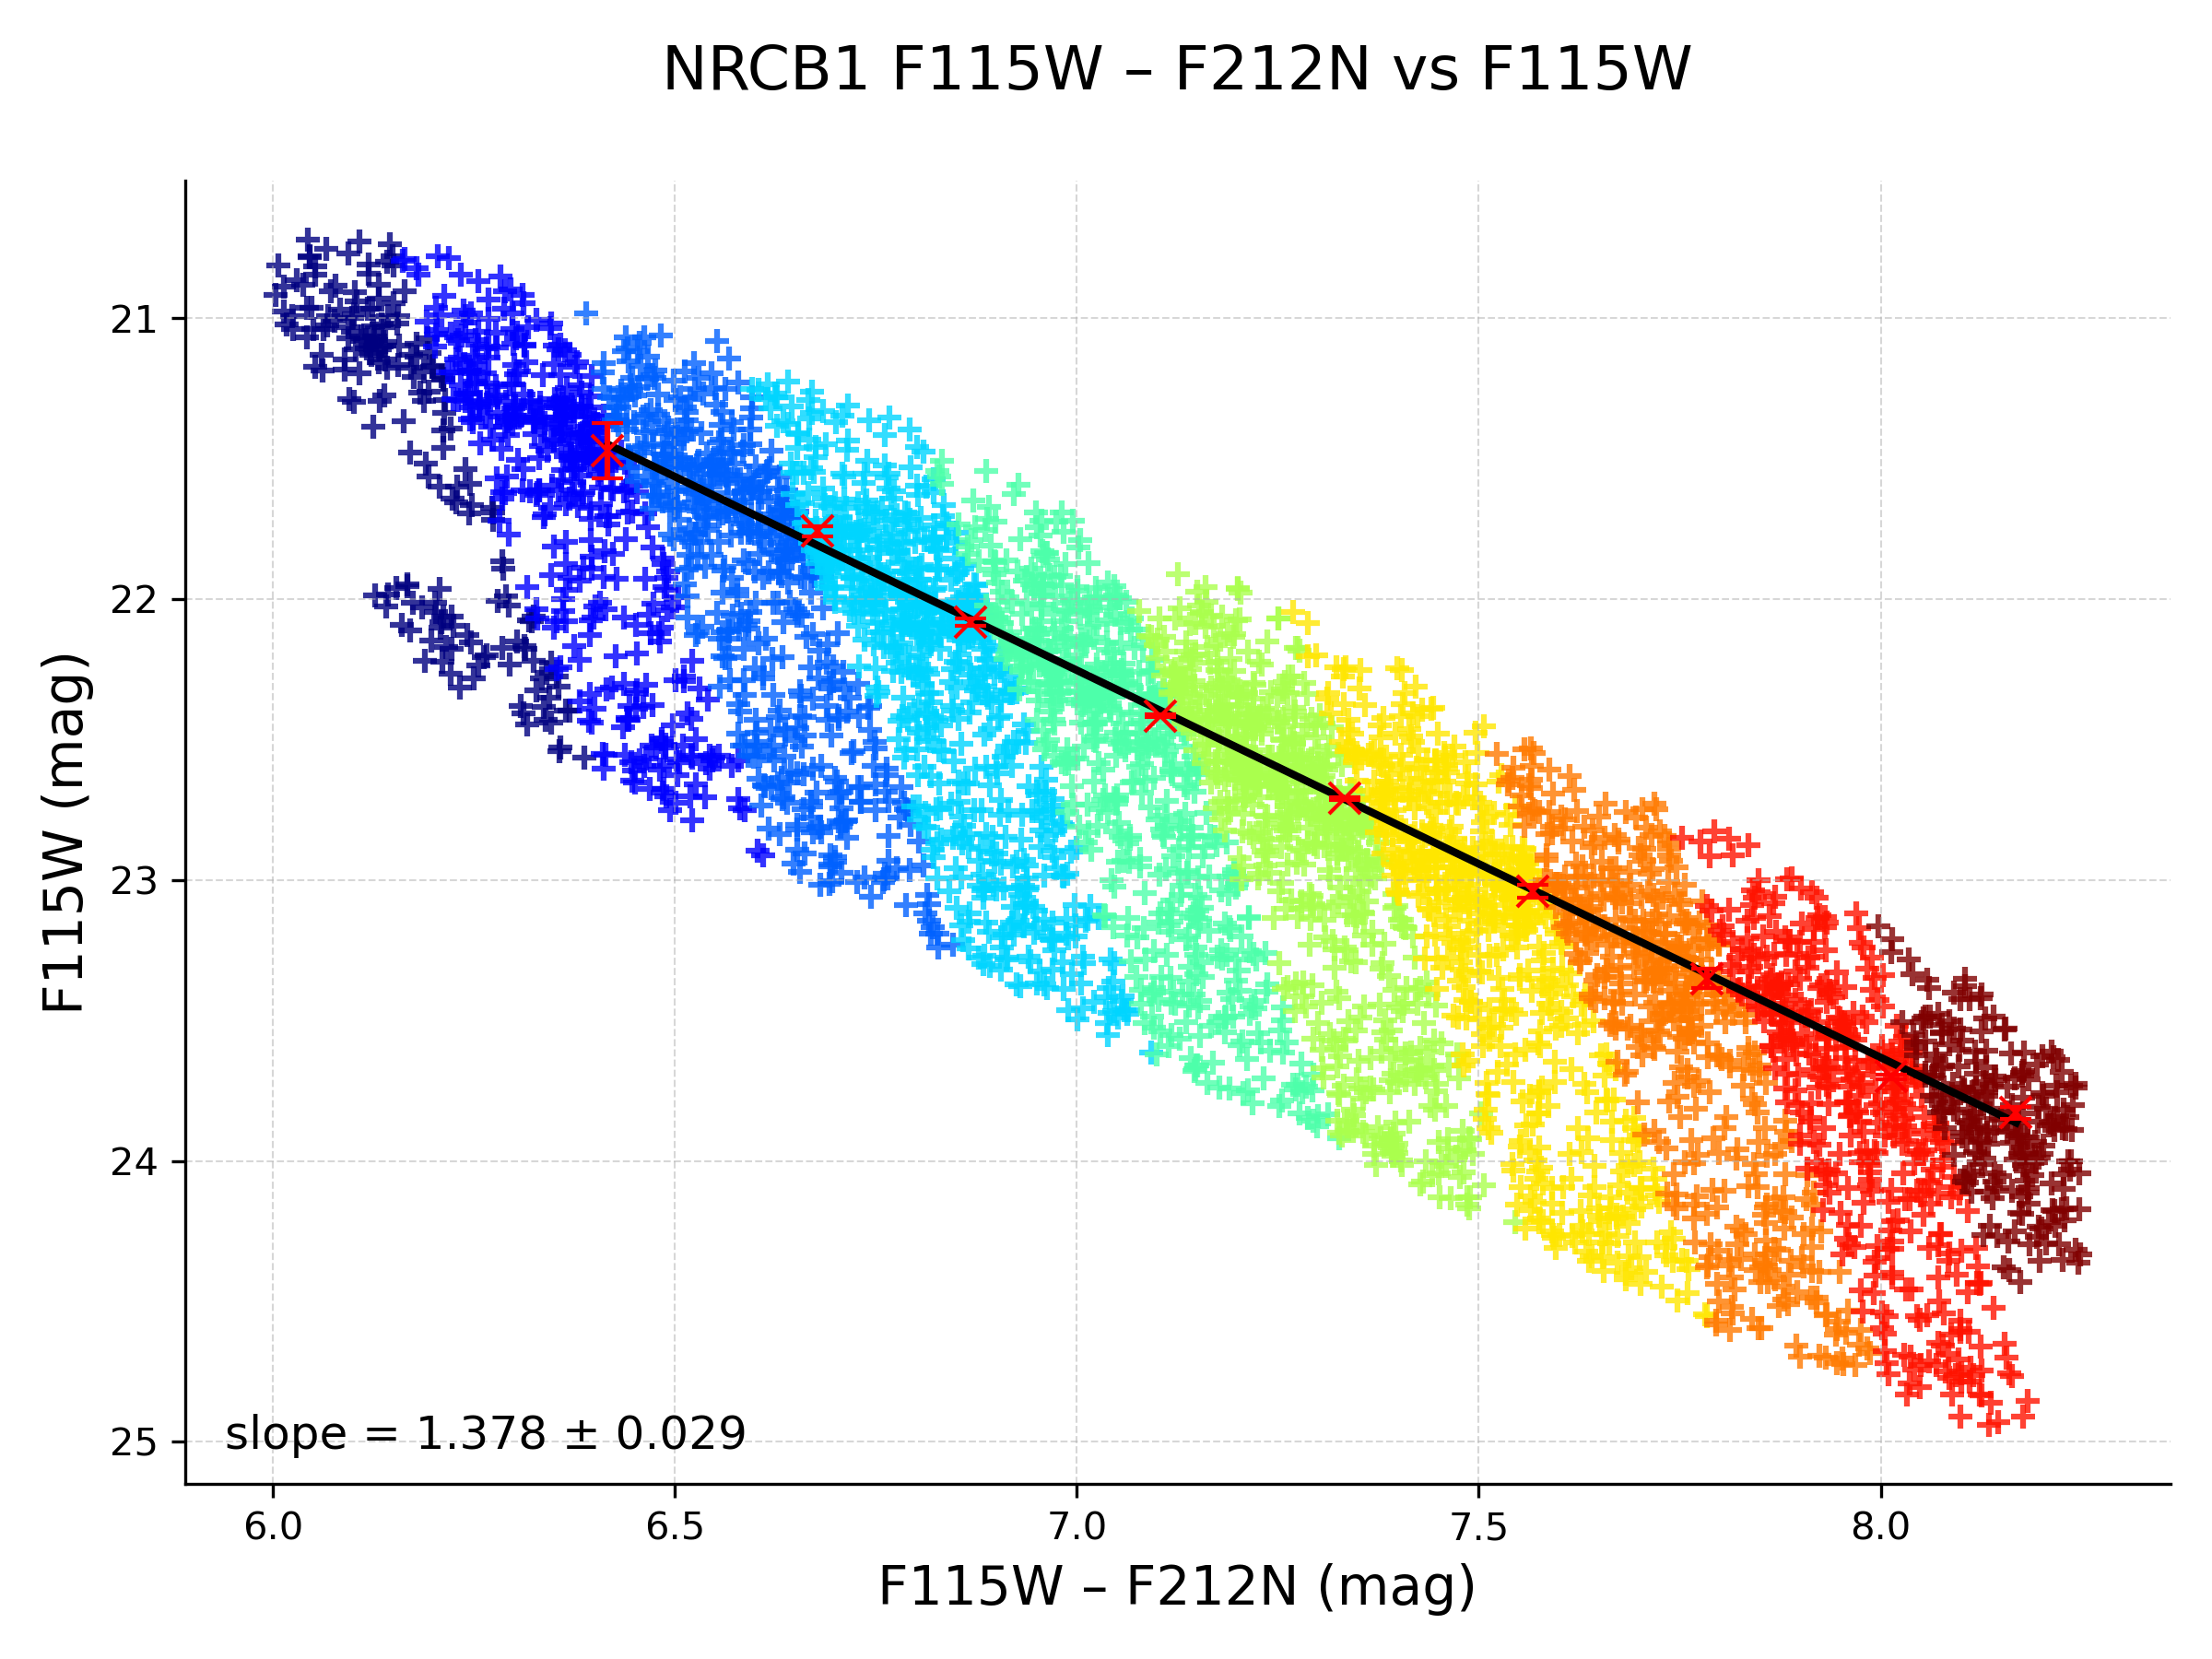 NRCB1 F115W – F212N vs F115W
F115W (mag)
21
22
23
24
25
slope = 1.378 ± 0.029
6.0 6.5 7.0 7.5 8.0
F115W – F212N (mag)